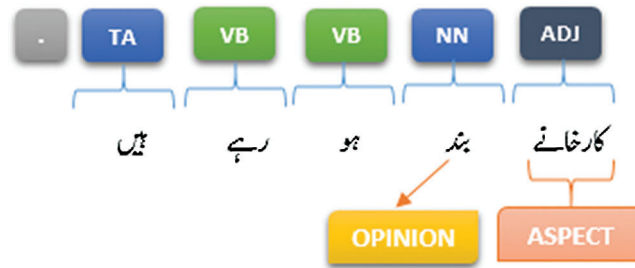 . TA VB VB NN ADJ
کارخانے بند ہو رہے ہیں
OPINION ASPECT